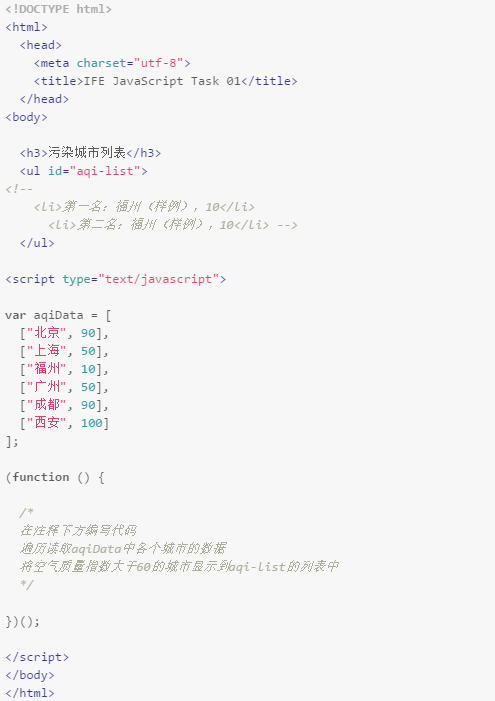 <!DOCTYPE html>
<html>
<head>
<meta charset="utf-8">
<title>IFE JavaScript Task 01</title>
</head>
<body>
<h3>污染城市列表</h3>
<ul id="aqi-list">
<!--
<li>第一名：福州（样例），10</li>
<li>第二名：福州（样例），10</li> -->
</ul>
<script type="text/javascript">
var aqiData = [
["北京", 90],
["上海", 50],
["福州", 10],
["广州", 50],
["成都", 90],
["西安", 100]
];
(function () {
/*
在注释下方编写代码
遍历读取aqiData中各个城市的数据
将空气质量指数大于60的城市显示到aqi-list的列表中
*/
})();
</script>
</body>
</html>